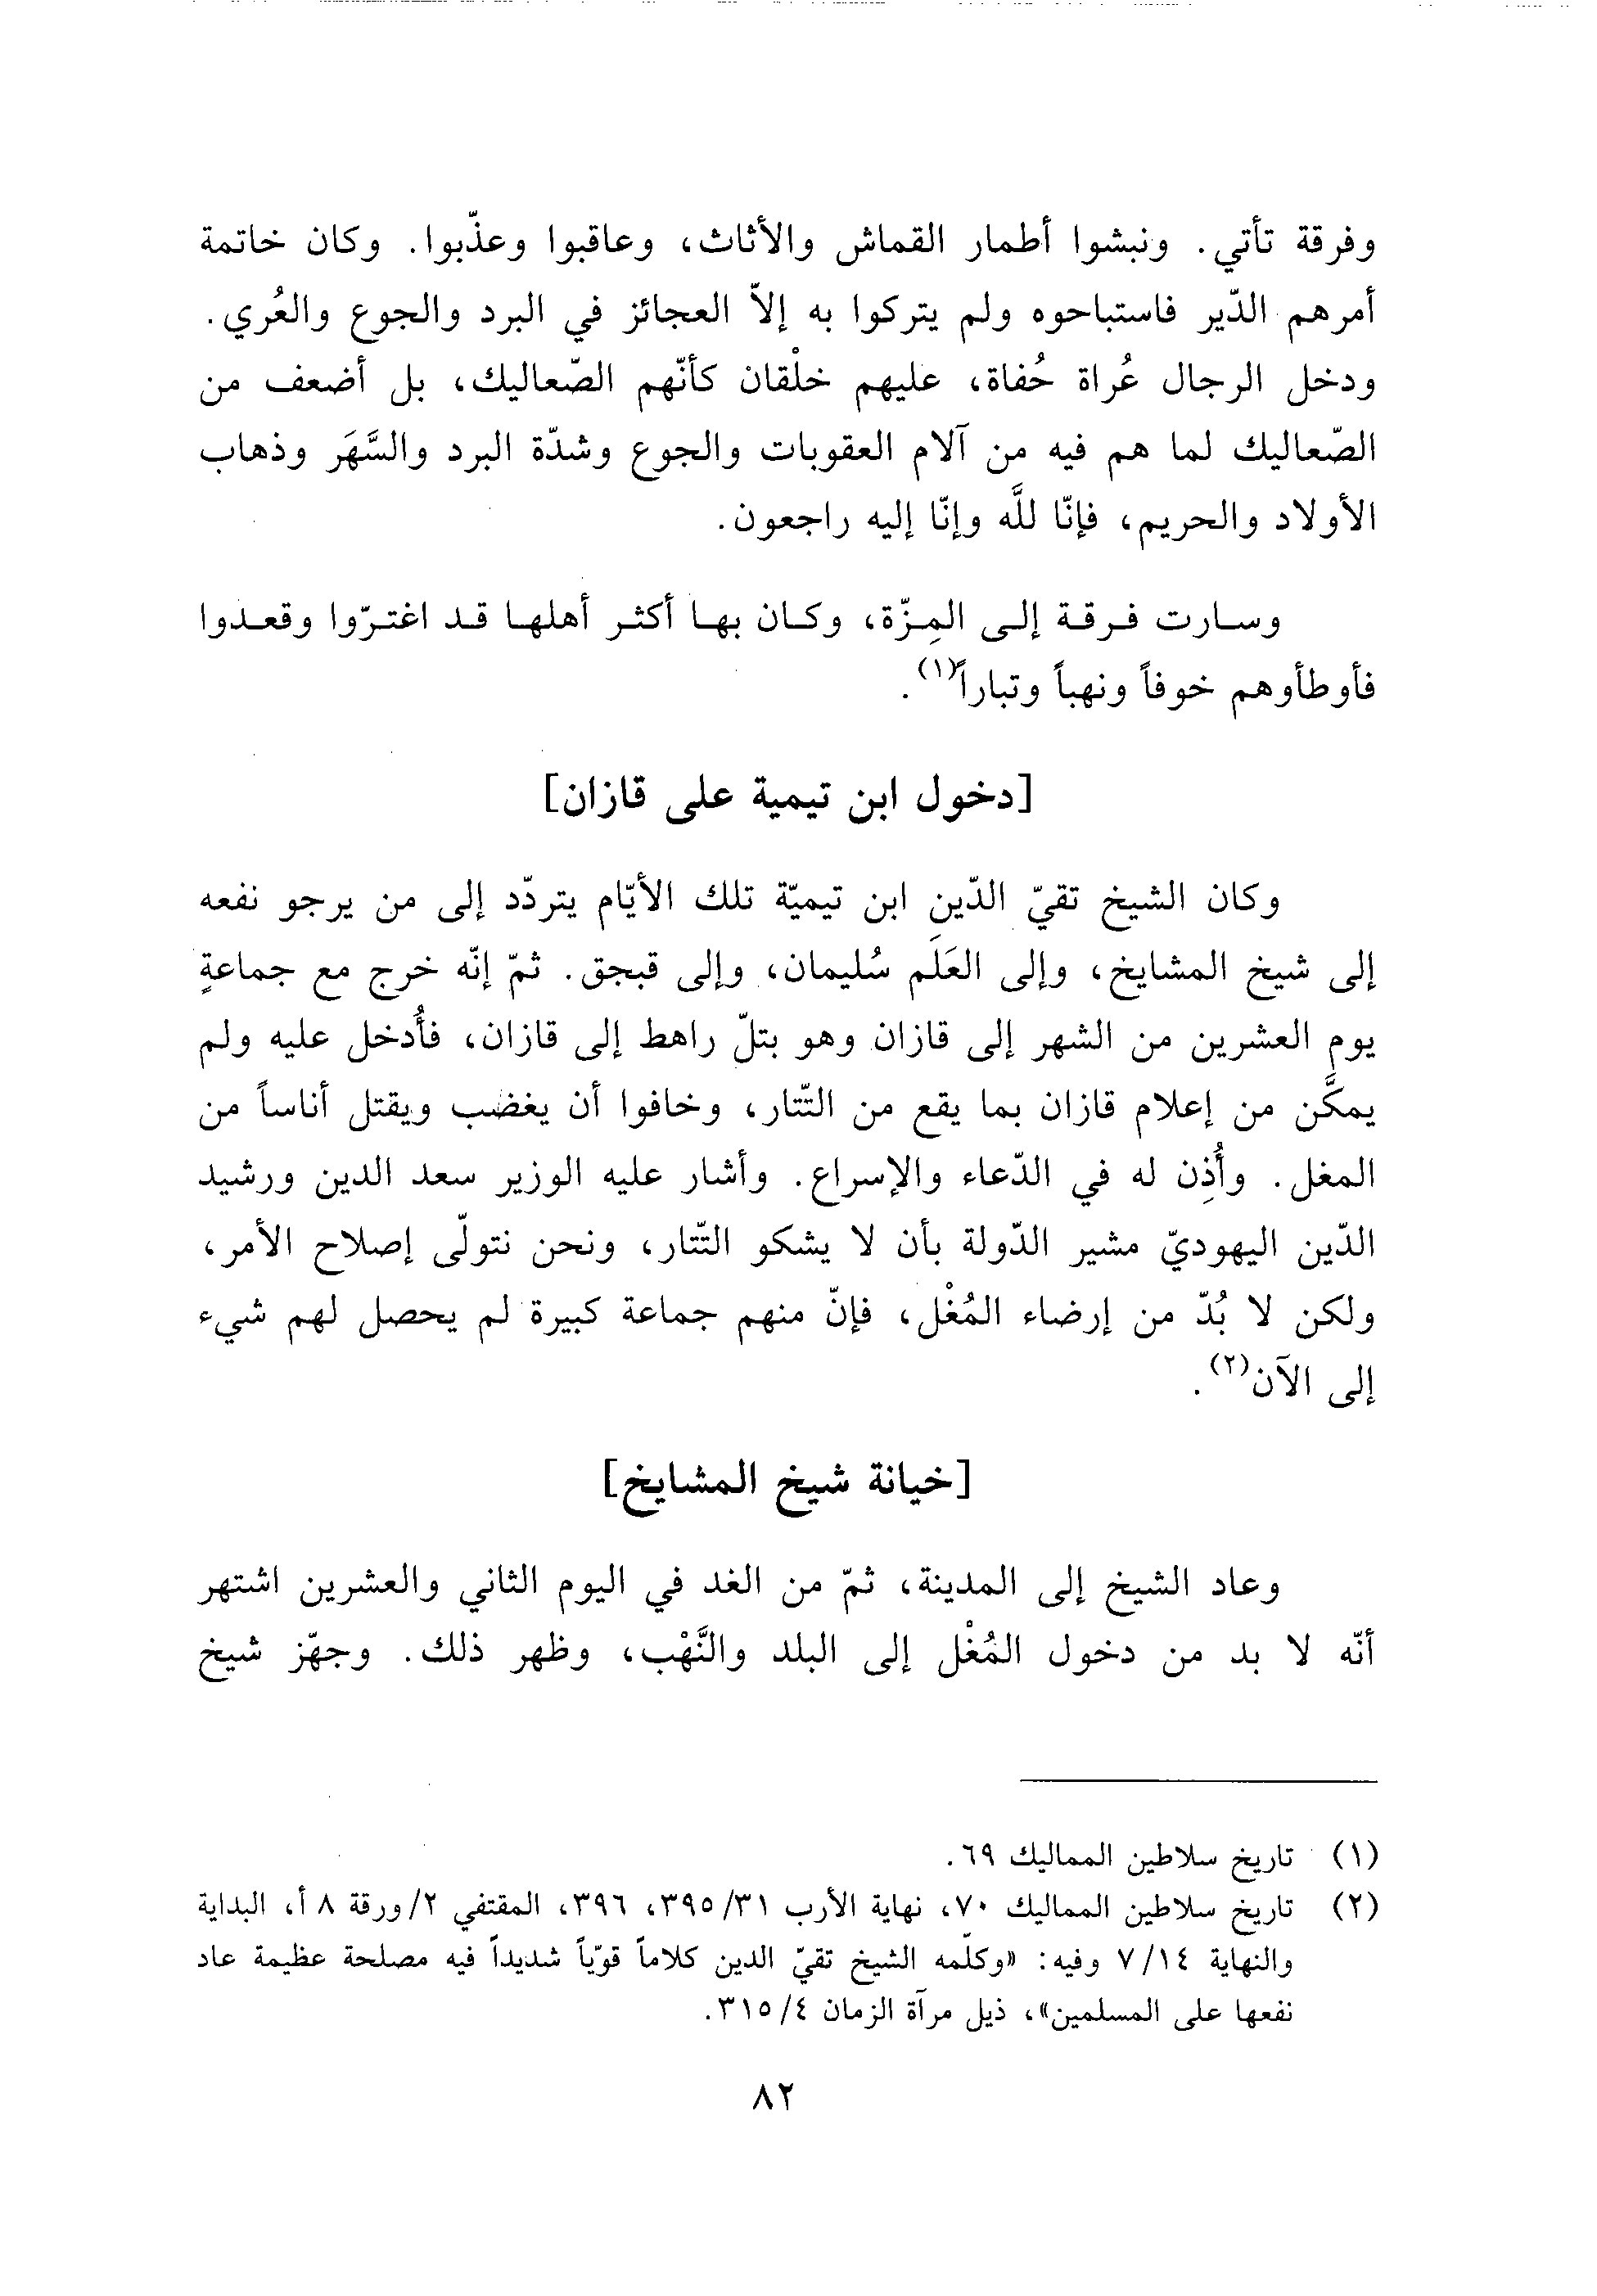 وفرقة تأتي. ونبشوا أطمار القماش والأثاث، وعاقبوا وعذّبوا. وكان خاتمة
أمرهم الدّير فاستباحوه ولم يتركوا به إلاّ العجائز في البرد والجوع والعُري.
ودخل الرجال عُراة حُفاة، عليهم خلْقان كأنّهم الصّعاليك، بل أضعف من
الصّعاليك لما هم فيه من آلام العقوبات والجوع وشدّة البرد والسَّهَر وذهاب
الأولاد والحريم، فإنّا للَّه وإنّا إليه راجعون.
وسارت فرقة إلى المِزّة، وكان بها أكثر أهلها قد اغترّوا وقعدوا
فأوطأوهم خوفاً ونهباً وتباراً(١).
[دخول ابن تيمية على قازان]
وكان الشيخ تقيّ الدّين ابن تيميّة تلك الأيّام يتردّد إلى من يرجو نفعه
إلى شيخ المشايخ، وإلى العَلَم سُليمان، وإلى قبجق. ثمّ إنّه خرج مع جماعةٍ
يوم العشرين من الشهر إلى قازان وهو بتلّ راهط إلى قازان، فأُدخل عليه ولم
يمكَّن من إعلام قازان بما يقع من التّتار، وخافوا أن يغضب ويقتل أناساً من
المغل. وأُذِن له في الدّعاء والإسراع. وأشار عليه الوزير سعد الدين ورشيد
الدّين اليهوديّ مشير الدّولة بأن لا يشكو التّتار، ونحن نتولّى إصلاح الأمر،
ولكن لا بُدّ من إرضاء المُغْل، فإنّ منهم جماعة كبيرة لم يحصل لهم شيء
إلى الآن(٢).
[خيانة شيخ المشايخ]
وعاد الشيخ إلى المدينة، ثمّ من الغد في اليوم الثاني والعشرين اشتهر
أنّه لا بد من دخول المُغْل إلى البلد والنَّهْب، وظهر ذلك. وجهّز شيخ
(١) تاريخ سلاطين المماليك ٦٩.
(٢) تاريخ سلاطين المماليك ٧٠، نهاية الأرب ٣٩٥/٣١، ٣٩٦، المقتفي ٢/ورقة ٨ أ، البداية
والنهاية ٧/١٤ وفيه: «وكلّمه الشيخ تقيّ الدين كلاماً قوّياً شديداً فيه مصلحة عظيمة عاد
نفعها على المسلمين»، ذيل مرآة الزمان ٣١٥/٤.
٨٢